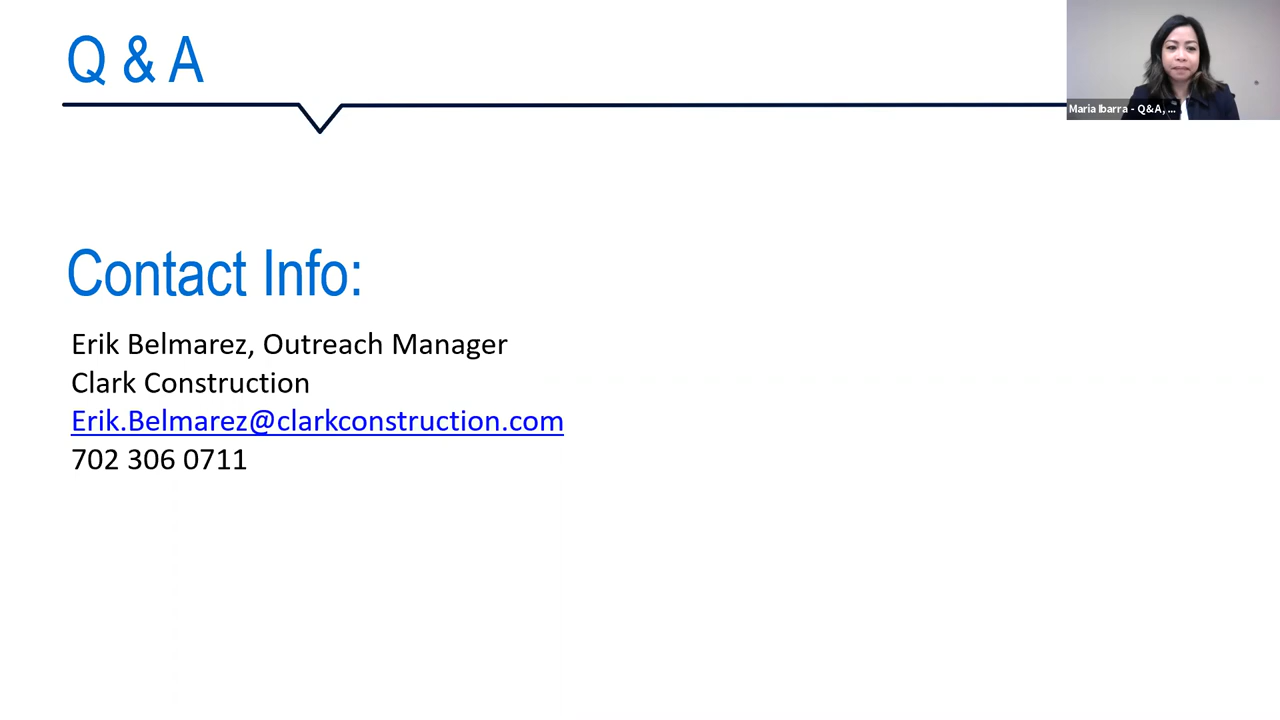 Q & A
Maria Ibarra - Q&A, ...
Contact Info:
Erik Belmarez, Outreach Manager
Clark Construction
Erik.Belmarez@clarkconstruction.com
702 306 0711